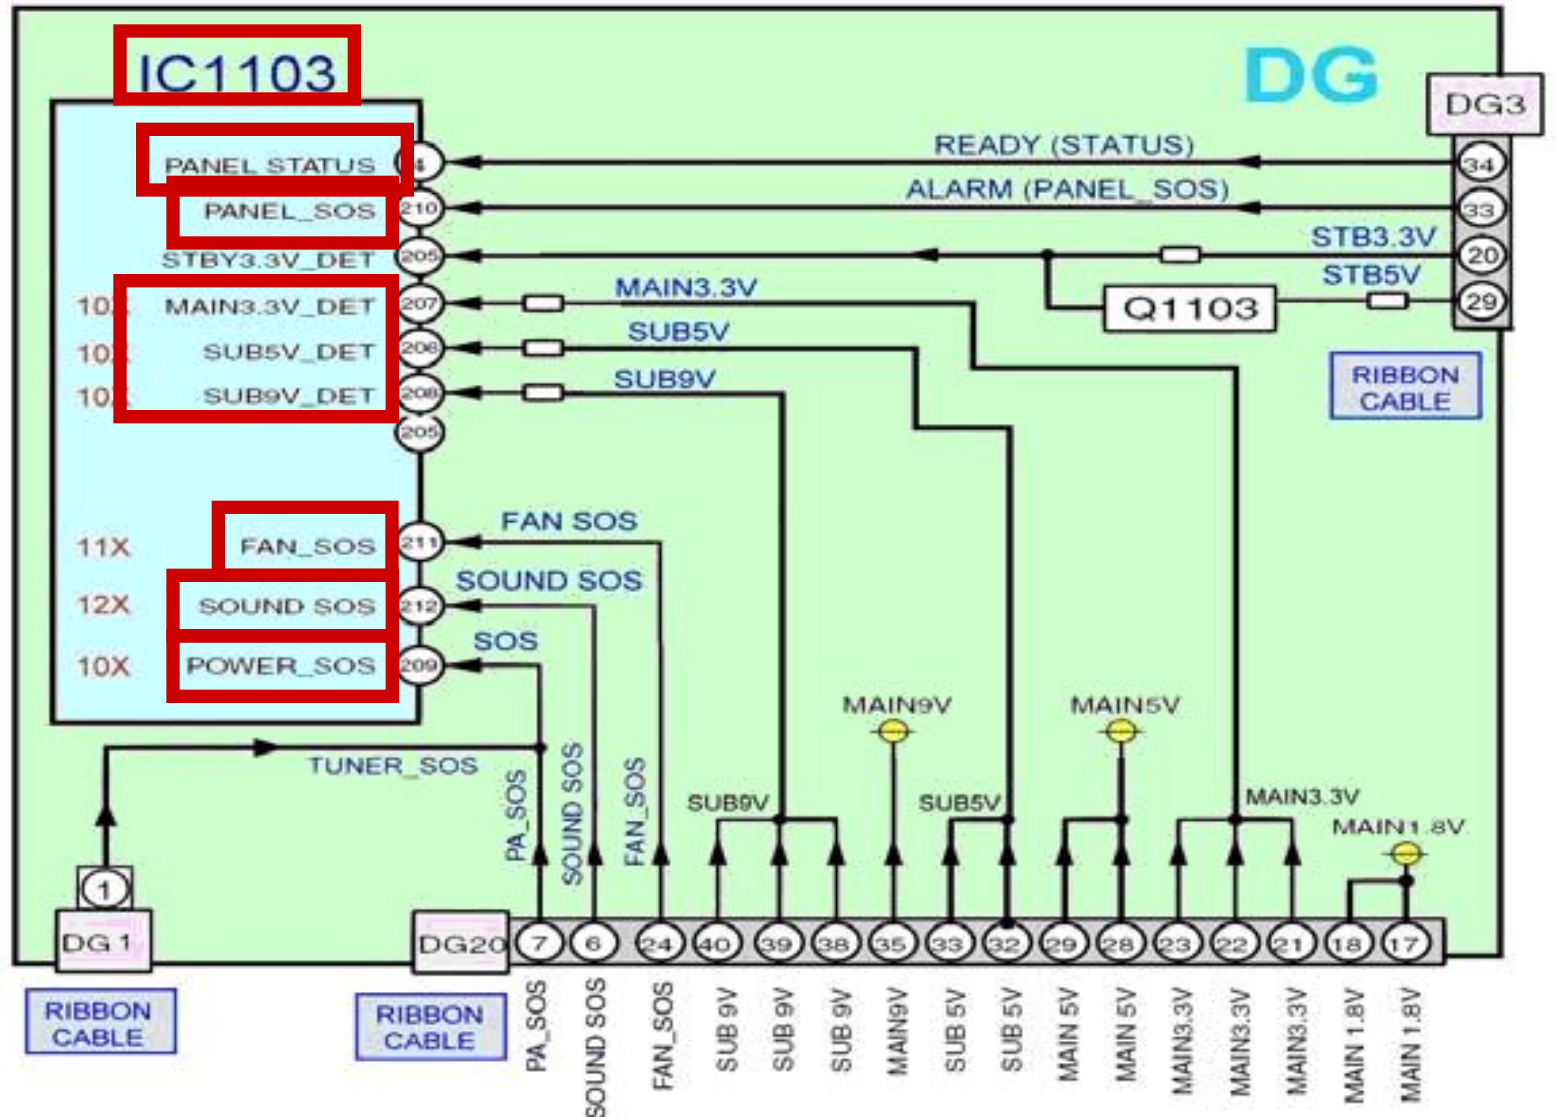 IC1103
DG
DG3
PANEL STATUS
4
READY (STATUS)
34
PANEL_SOS
210
ALARM (PANEL_SOS)
33
STBY3.3V_DET
205
STB3.3V
20
10X
MAIN3.3V_DET
207
MAIN3.3V
Q1103
STB5V
29
10X
SUB5V_DET
206
SUB5V
10X
SUB9V_DET
208
SUB9V
RIBBON
CABLE
205
11X
FAN_SOS
211
FAN SOS
12X
SOUND SOS
212
SOUND SOS
10X
POWER_SOS
209
SOS
TUNER_SOS
PA_SOS
SOUND SOS
FAN_SOS
SUB9V
MAIN9V
SUB5V
MAIN5V
MAIN3.3V
MAIN1.8V
1
DG1
RIBBON
CABLE
DG20
7 6 24 40 39 38 35 33 32 29 28 23 22 21 18 17
RIBBON
CABLE
PA_SOS
SOUND SOS
FAN_SOS
SUB 9V
SUB 9V
SUB 9V
MAIN9V
SUB 5V
SUB 5V
MAIN 5V
MAIN 5V
MAIN3.3V
MAIN3.3V
MAIN3.3V
MAIN 1.8V
MAIN 1.8V